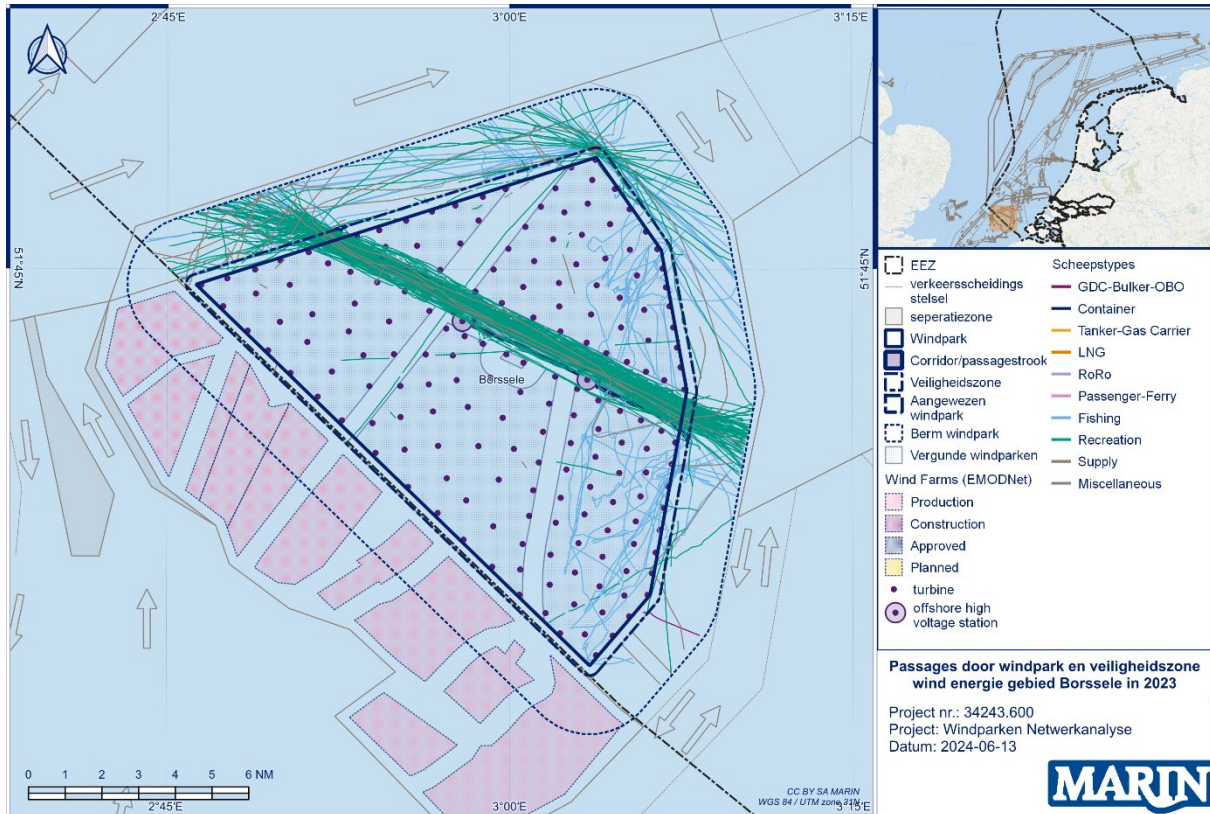 2°45'E
3°00'E
3°15'E
51°45'N
51°45'N
Borssele
0 1 2 3 4 5 6 NM
2°45'E
3°00'E
3°15'E
CC BY SA MARIN
WGS 84 / UTM zone 31N
EEZ
verkeersscheidings
stelsel
seperatiezone
Windpark
Corridor/passagestrook
Veiligheidszone
Aangewezen
windpark
Berm windpark
Vergunde windparken
Wind Farms (EMODNet)
Production
Construction
Approved
Planned
turbine
offshore high
voltage station
Scheepstypes
GDC-Bulker-OBO
Container
Tanker-Gas Carrier
LNG
RoRo
Passenger-Ferry
Fishing
Recreation
Supply
Miscellaneous
Passages door windpark en veiligheidszone
wind energie gebied Borssele in 2023
Project nr.: 34243.600
Project: Windparken Netwerkanalyse
Datum: 2024-06-13
MARIN